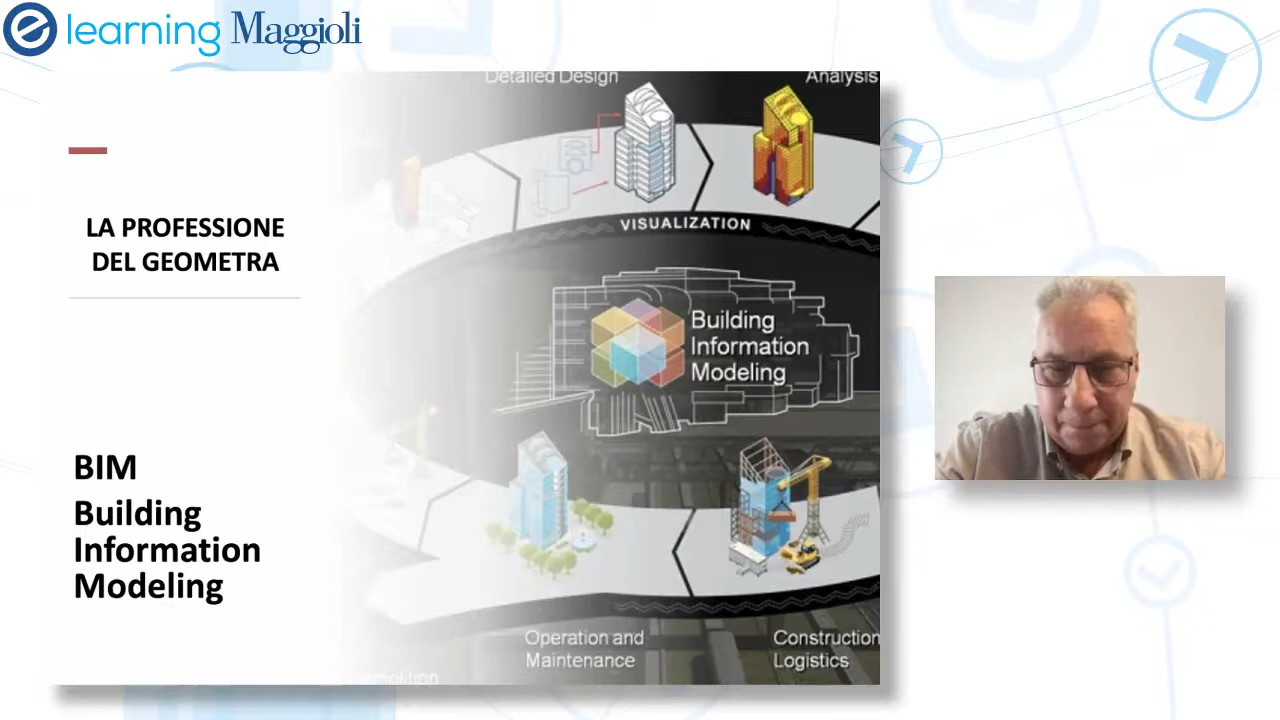 e learning Maggioli
Detailed Design
Analysis
LA PROFESSIONE
DEL GEOMETRA
VISUALIZATION
Building
Information
Modeling
BIM
Building
Information
Modeling
Operation and
Maintenance
Construction
Logistics